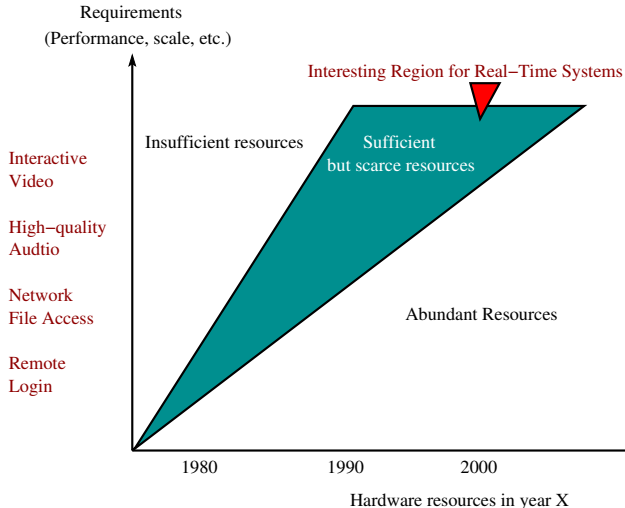 Requirements
(Performance, scale, etc.)
Interesting Region for Real−Time Systems
Insufficient resources
Sufficient
but scarce resources
Interactive
Video
High−quality
Audtio
Network
File Access
Abundant Resources
Remote
Login
1980
1990
2000
Hardware resources in year X